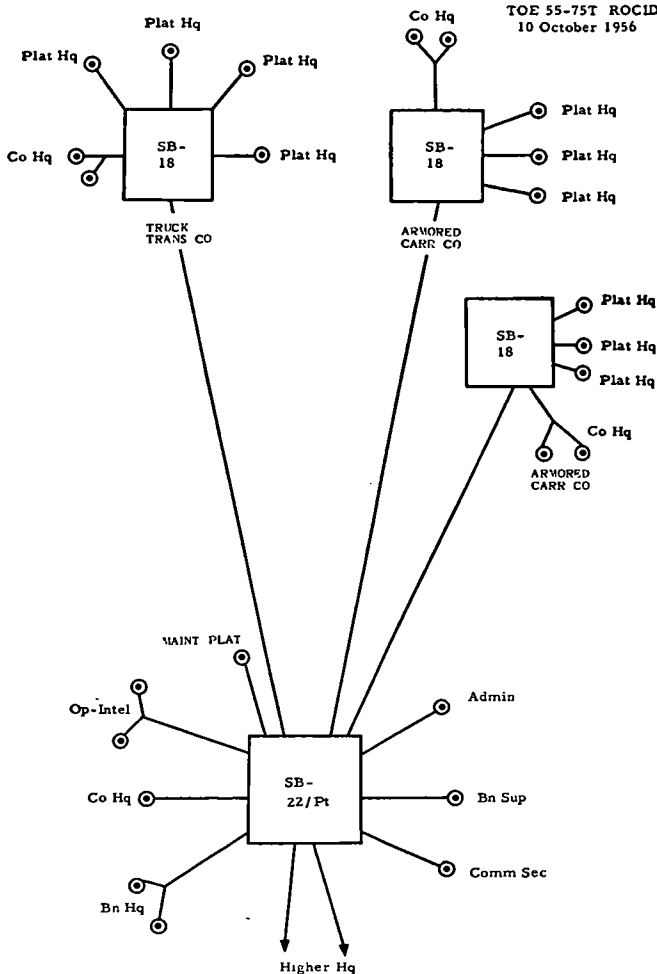 TOE 55-75T ROCID
10 October 1956
Plat Hq
Plat Hq
Plat Hq
Co Hq
SB-
18
Plat Hq
TRUCK
TRANS CO
Co Hq
SB-
18
Plat Hq
Plat Hq
Plat Hq
ARMORED
CARR CO
SB-
18
Plat Hq
Plat Hq
Plat Hq
Co Hq
ARMORED
CARR CO
MAINT PLAT
Op-Intel
Admin
SB-
22/Pt
Co Hq
Bn Sup
Bn Hq
Comm Sec
Higher Hq